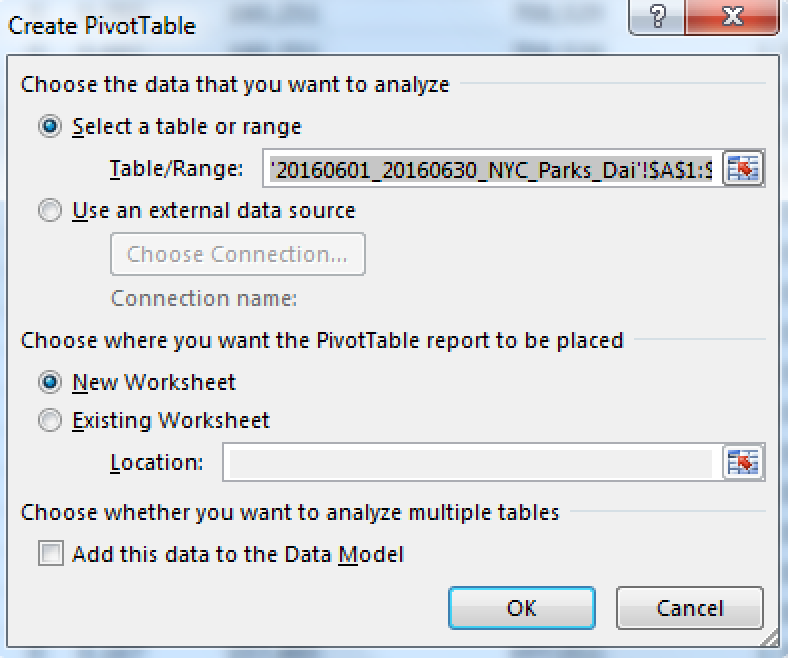 Create PivotTable
?
X
Choose the data that you want to analyze
Select a table or range
Table/Range: '20160601_20160630_NYC_Parks_Dai'!$A$1:$
Use an external data source
Choose Connection...
Connection name:
Choose where you want the PivotTable report to be placed
New Worksheet
Existing Worksheet
Location:
Choose whether you want to analyze multiple tables
Add this data to the Data Model
OK Cancel